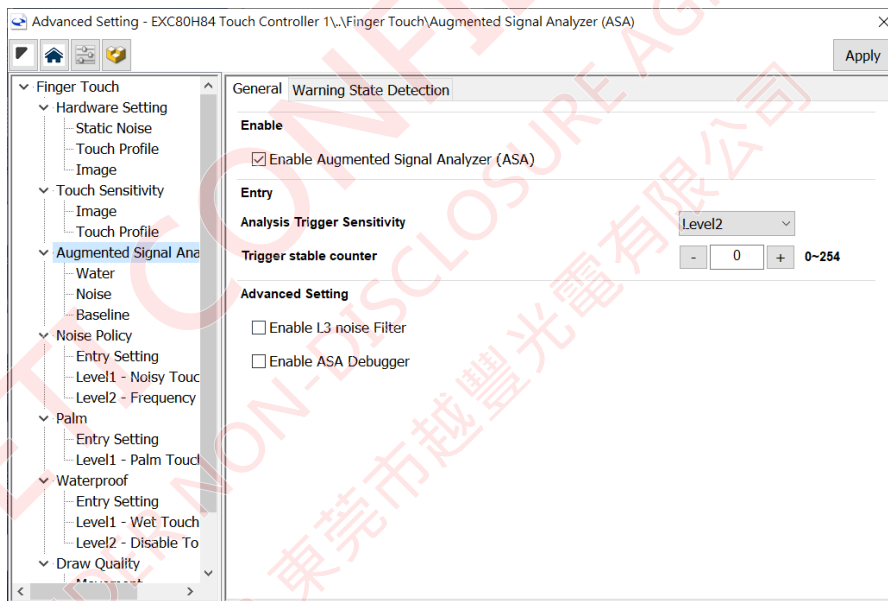 Advanced Setting - EXC80H84 Touch Controller 1\..\Finger Touch\Augmented Signal Analyzer (ASA)
Apply
Finger Touch
Hardware Setting
Static Noise
Touch Profile
Image
Touch Sensitivity
Image
Touch Profile
Augmented Signal Ana
Water
Noise
Baseline
Noise Policy
Entry Setting
Level1 - Noisy Touc
Level2 - Frequency
Palm
Entry Setting
Level1 - Palm Touch
Waterproof
Entry Setting
Level1 - Wet Touch
Level2 - Disable To
Draw Quality
Movement
General Warning State Detection
Enable
Enable Augmented Signal Analyzer (ASA)
Entry
Analysis Trigger Sensitivity Level2
Trigger stable counter - 0 + 0~254
Advanced Setting
Enable L3 noise Filter
Enable ASA Debugger
ETI CONFI
DER NON-DISCLOSURE AGR
東莞市越豐光電有限公司